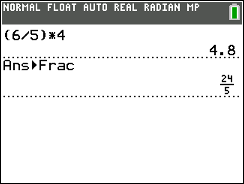 NORMAL FLOAT AUTO REAL RADIAN MP
(6/5)*4
4.8
Ans▸Frac
24
5